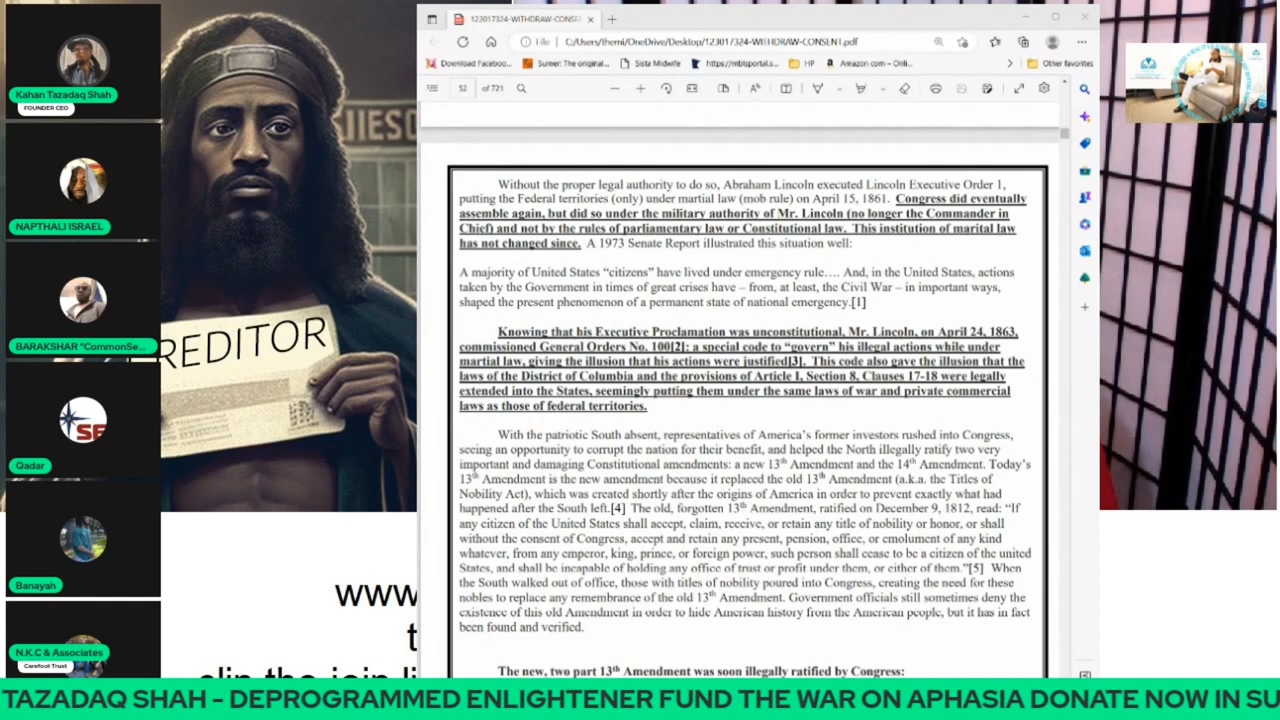 Kahan Tazadaq Shah
FOUNDER CEO
NAPTHALI ISRAEL
BARAKSHAR "CommonSe...
Qadar
SF
Banayah
N.K.C & Associates
Carefoot Trust
REDITOR
123017324-WITHDRAW-CONSE
File
C:/Users/themi/OneDrive/Desktop/123017324-WITHDRAW-CONSENT.pdf
Download Faceboo...
Sumer: The original...
Sista Midwife
https://mblsportal.s...
HP
Amazon com – Onli...
Other favorites
52 of 721
Without the proper legal authority to do so, Abraham Lincoln executed Lincoln Executive Order 1,
putting the Federal territories (only) under martial law (mob rule) on April 15, 1861. Congress did eventually
assemble again, but did so under the military authority of Mr. Lincoln (no longer the Commander in
Chief) and not by the rules of parliamentary law or Constitutional law. This institution of marital law
has not changed since. A 1973 Senate Report illustrated this situation well:
A majority of United States “citizens” have lived under emergency rule…. And, in the United States, actions
taken by the Government in times of great crises have – from, at least, the Civil War – in important ways,
shaped the present phenomenon of a permanent state of national emergency.[1]
Knowing that his Executive Proclamation was unconstitutional, Mr. Lincoln, on April 24, 1863,
commissioned General Orders No. 100[2]; a special code to “govern” his illegal actions while under
martial law, giving the illusion that his actions were justified[3]. This code also gave the illusion that the
laws of the District of Columbia and the provisions of Article I, Section 8, Clauses 17-18 were legally
extended into the States, seemingly putting them under the same laws of war and private commercial
laws as those of federal territories.
With the patriotic South absent, representatives of America’s former investors rushed into Congress,
seeing an opportunity to corrupt the nation for their benefit, and helped the North illegally ratify two very
important and damaging Constitutional amendments: a new 13th Amendment and the 14th Amendment. Today’s
13th Amendment is the new amendment because it replaced the old 13th Amendment (a.k.a. the Titles of
Nobility Act), which was created shortly after the origins of America in order to prevent exactly what had
happened after the South left.[4] The old, forgotten 13th Amendment, ratified on December 9, 1812, read: “If
any citizen of the United States shall accept, claim, receive, or retain any title of nobility or honor, or shall
without the consent of Congress, accept and retain any present, pension, office, or emolument of any kind
whatever, from any emperor, king, prince, or foreign power, such person shall cease to be a citizen of the united
States, and shall be incapable of holding any office of trust or profit under them, or either of them.”[5] When
the South walked out of office, those with titles of nobility poured into Congress, creating the need for these
nobles to replace any remembrance of the old 13th Amendment. Government officials still sometimes deny the
existence of this old Amendment in order to hide American history from the American people, but it has in fact
been found and verified.
The new, two part 13th Amendment was soon illegally ratified by Congress:
www
TAZADAQ SHAH - DEPROGRAMMED ENLIGHTENER FUND THE WAR ON APHASIA DONATE NOW IN SU